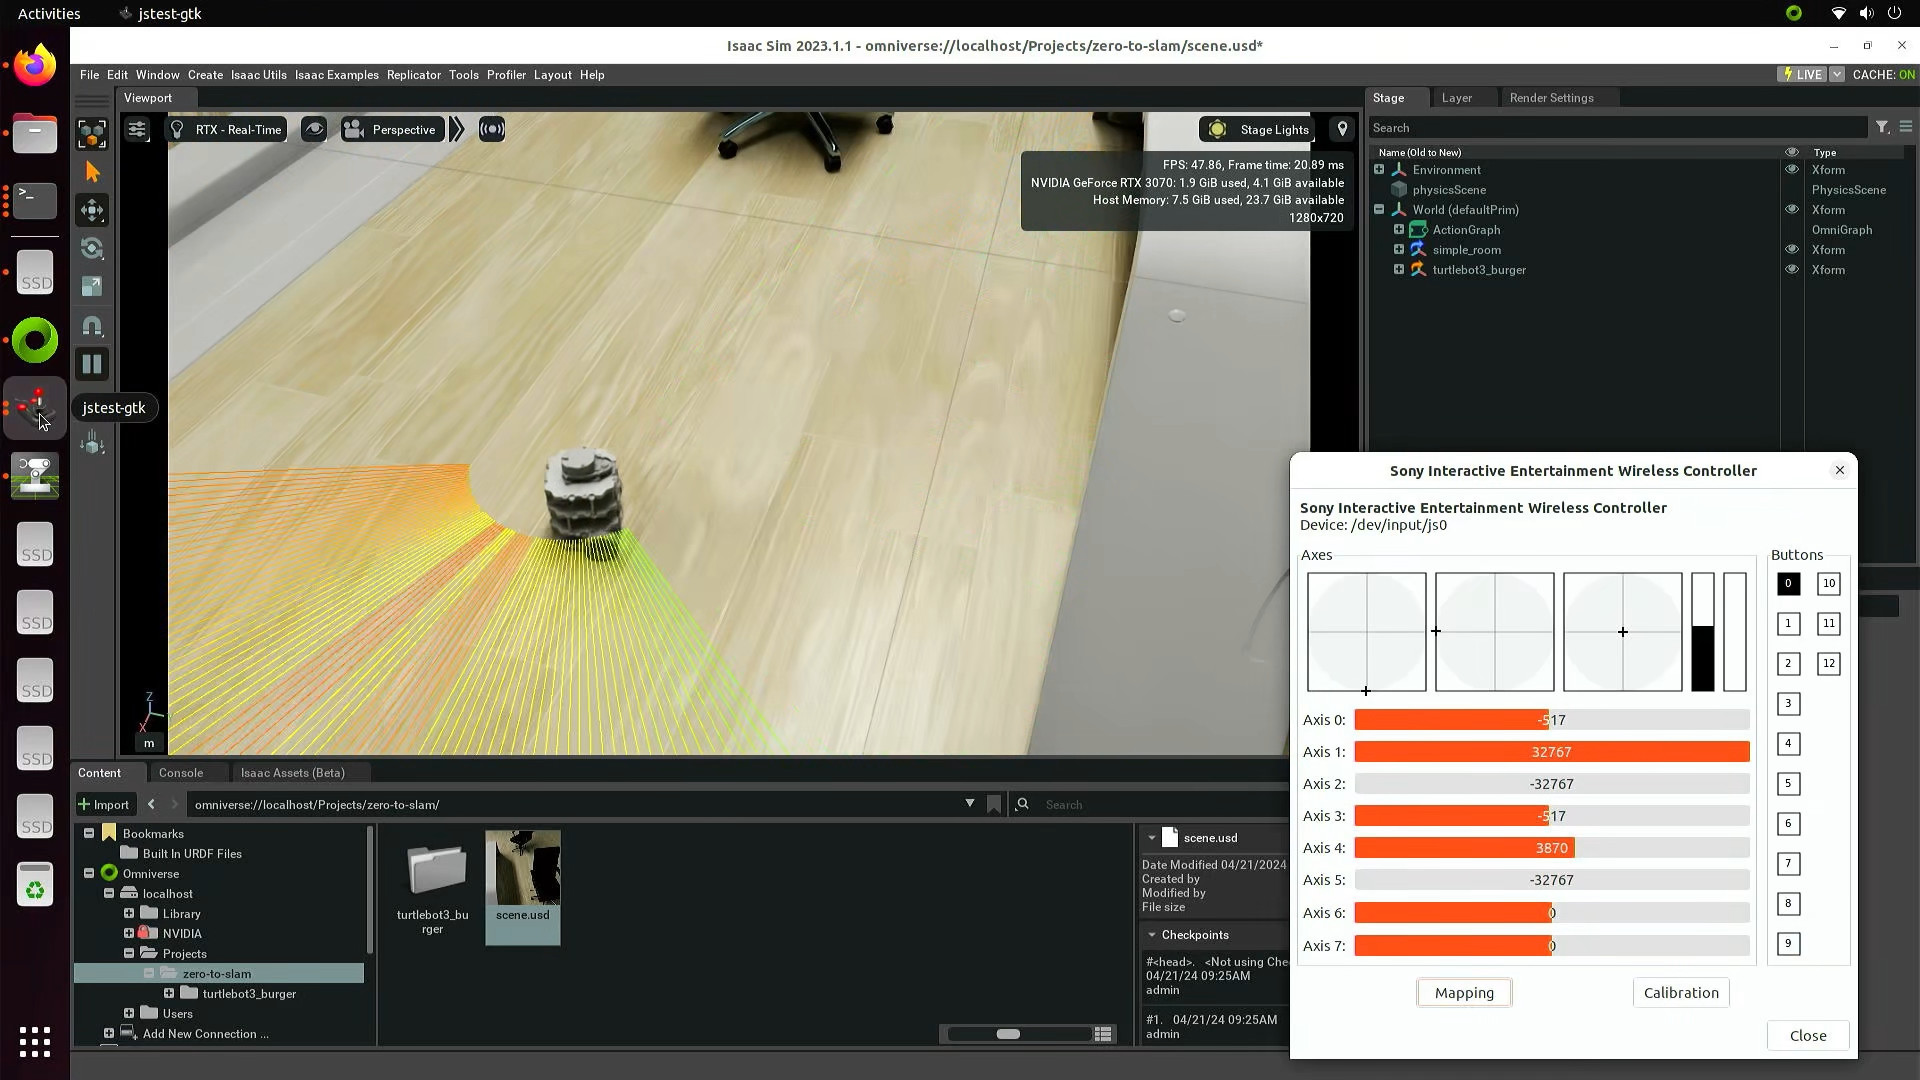 Activities
jstest-gtk
Isaac Sim 2023.1.1 - omniverse://localhost/Projects/zero-to-slam/scene.usd*
File Edit Window Create Isaac Utils Isaac Examples Replicator Tools Profiler Layout Help
LIVE
CACHE: ON
Viewport
RTX - Real-Time
Perspective
Stage Lights
FPS: 47.86, Frame time: 20.89 ms
NVIDIA GeForce RTX 3070: 1.9 GiB used, 4.1 GiB available
Host Memory: 7.5 GiB used, 23.7 GiB available
1280x720
Z
X
m
Stage
Layer
Render Settings
Search
Name (Old to New)
Type
Environment
Xform
physicsScene
PhysicsScene
World (defaultPrim)
Xform
ActionGraph
OmniGraph
simple_room
Xform
turtlebot3_burger
Xform
SSD
jstest-gtk
SSD
SSD
SSD
SSD
SSD
Content
Console
Isaac Assets (Beta)
Import
omniverse://localhost/Projects/zero-to-slam/
Search
Bookmarks
Built In URDF Files
Omniverse
localhost
Library
NVIDIA
Projects
zero-to-slam
turtlebot3_burger
Users
Add New Connection ...
turtlebot3_bu
rger
scene.usd
scene.usd
Date Modified 04/21/2024
Created by
Modified by
File size
Checkpoints
#<head>. <Not using Che
04/21/24 09:25AM
admin
#1. 04/21/24 09:25AM
admin
Sony Interactive Entertainment Wireless Controller
Sony Interactive Entertainment Wireless Controller
Device: /dev/input/js0
Axes
Buttons
0 10
1 11
2 12
3
4
5
6
7
8
9
Axis 0: -517
Axis 1: 32767
Axis 2: -32767
Axis 3: -517
Axis 4: 3870
Axis 5: -32767
Axis 6: 0
Axis 7: 0
Mapping
Calibration
Close